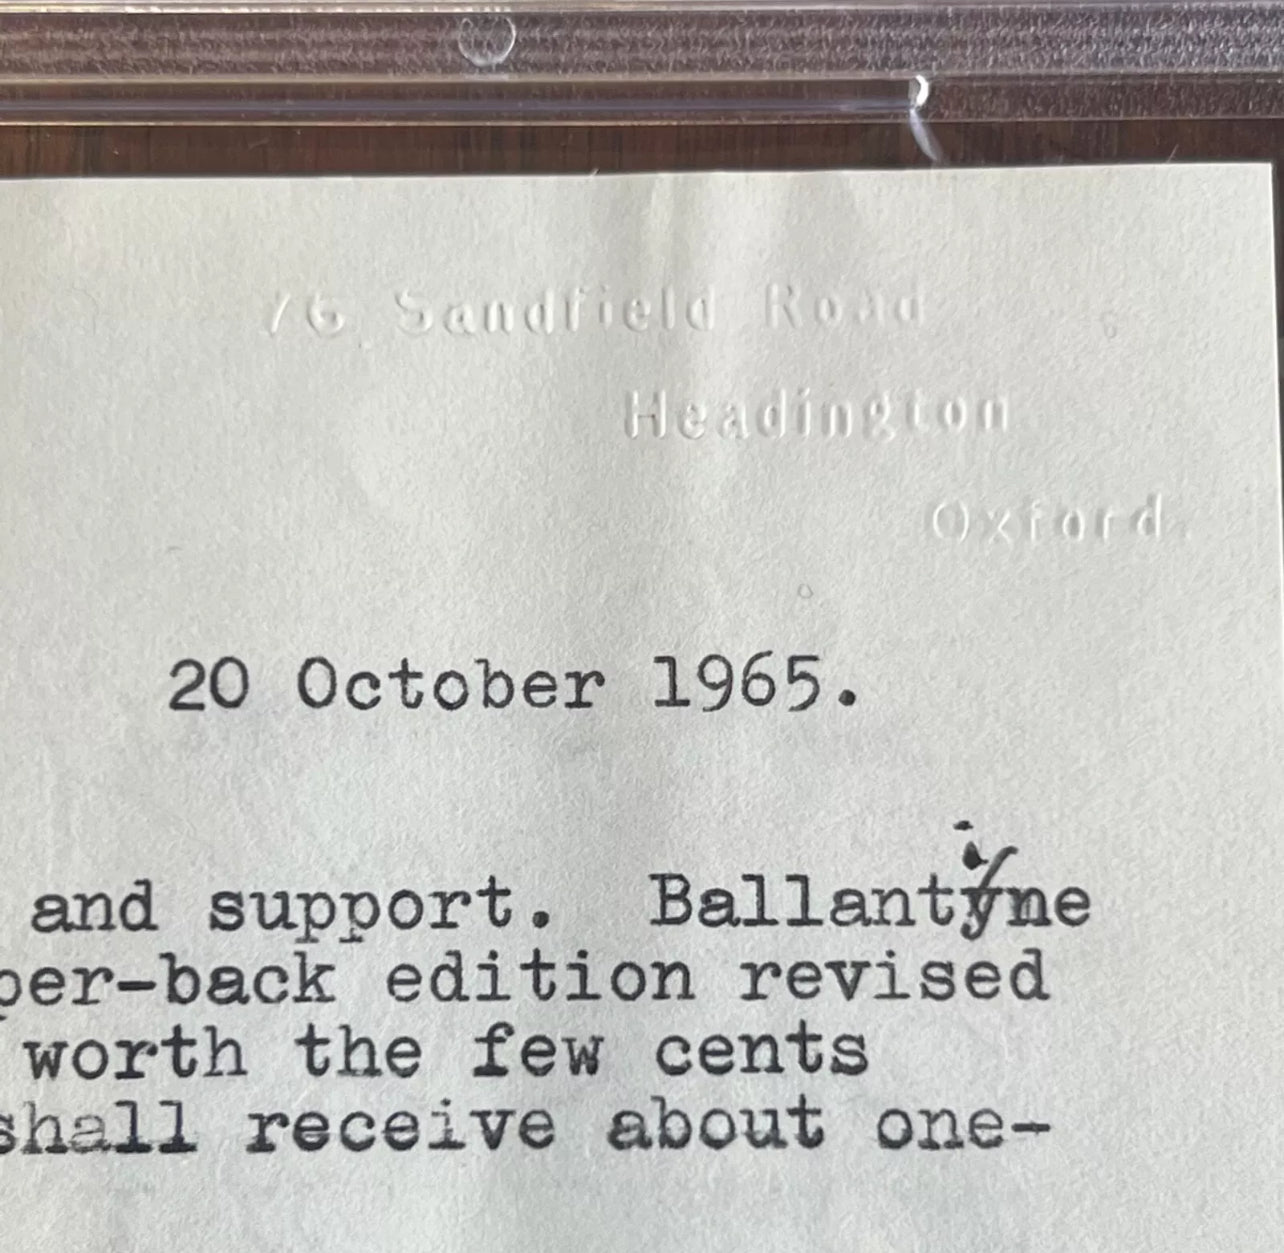 76 Sandfield Road
Headington
Oxford.
20 October 1965.
and support. Ballantyne
per-back edition revised
worth the few cents
shall receive about one-